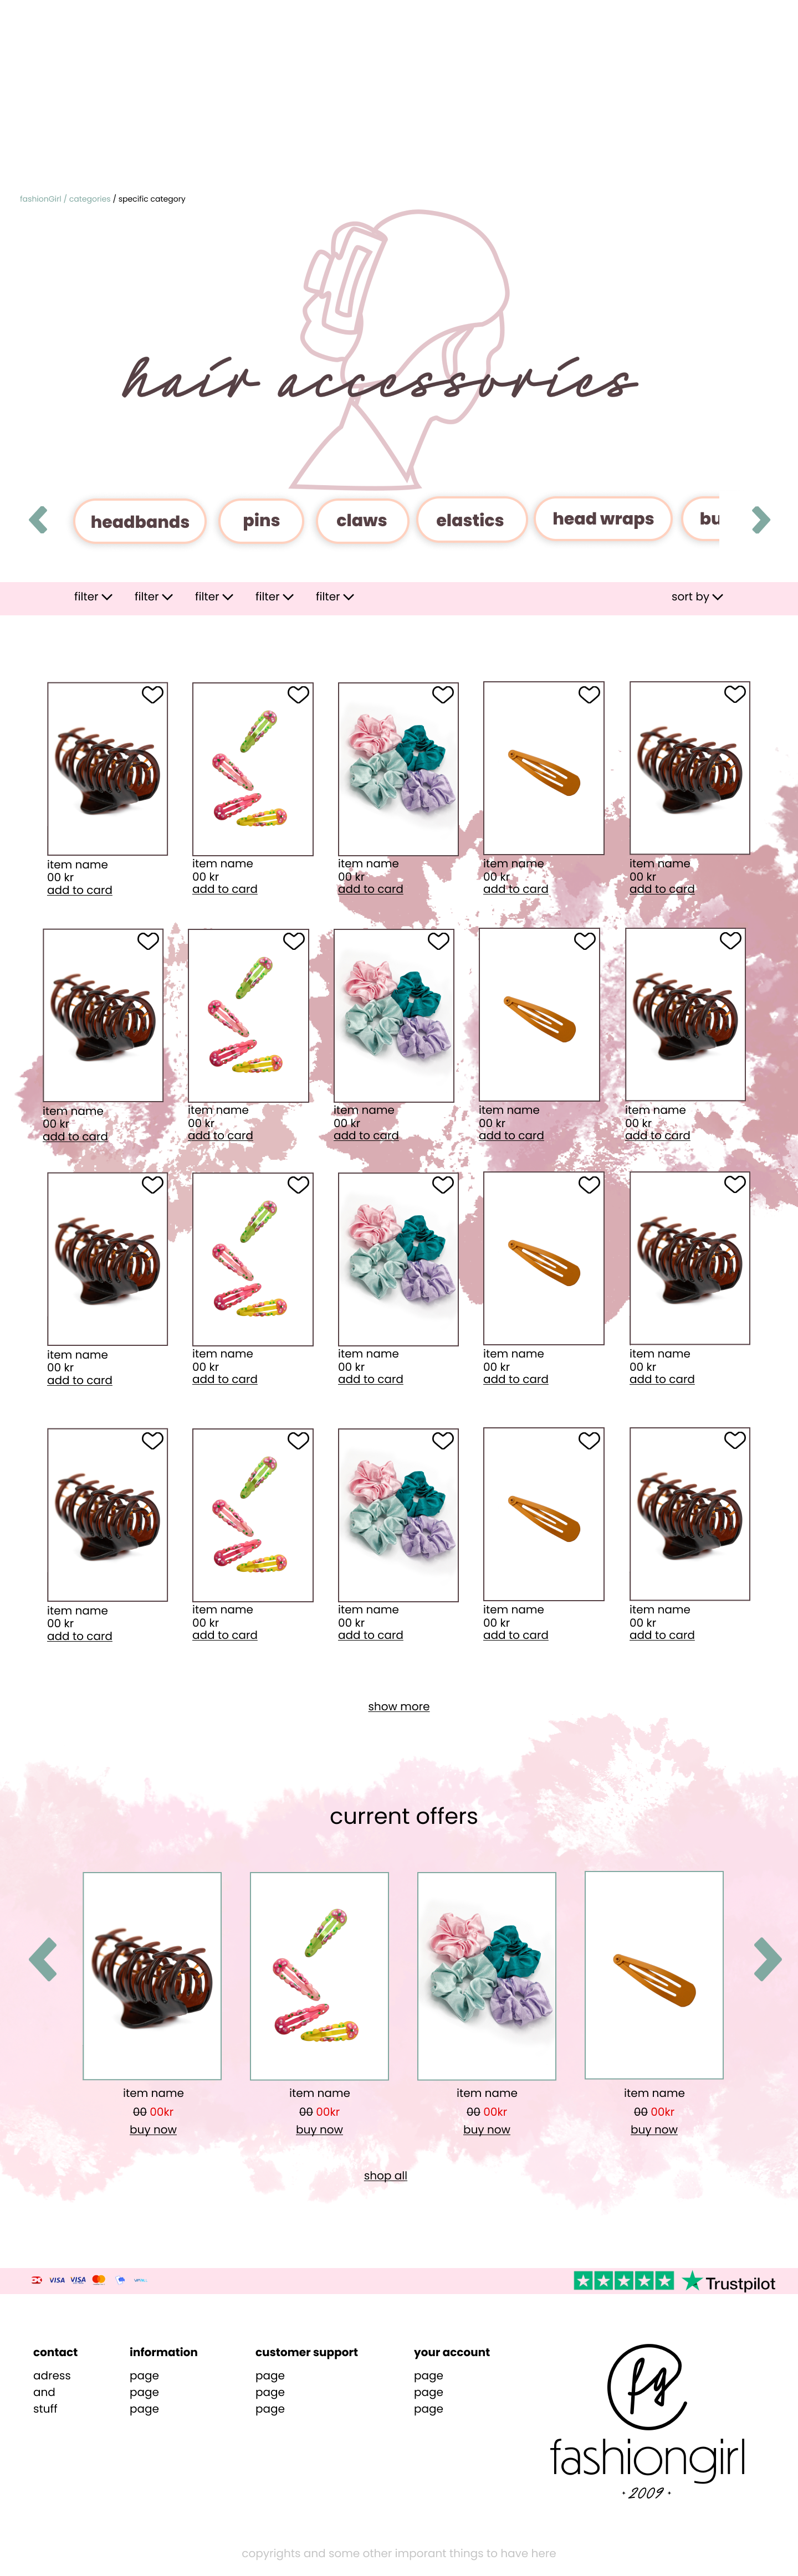 fashionGirl / categories / specific category
hair accessories
headbands pins claws elastics head wraps bu
filter filter filter filter filter sort by
item name item name item name item name item name
00 kr 00 kr 00 kr 00 kr 00 kr
add to card add to card add to card add to card add to card
item name item name item name item name item name
00 kr 00 kr 00 kr 00 kr 00 kr
add to card add to card add to card add to card add to card
item name item name item name item name item name
00 kr 00 kr 00 kr 00 kr 00 kr
add to card add to card add to card add to card add to card
item name item name item name item name item name
00 kr 00 kr 00 kr 00 kr 00 kr
add to card add to card add to card add to card add to card
show more
current offers
item name item name item name item name
00 00kr 00 00kr 00 00kr 00 00kr
buy now buy now buy now buy now
shop all
VISA VISA Trustpilot
contact information customer support your account
adress page page page
and page page page
stuff page page page
fg
fashiongirl
· 2009 ·
copyrights and some other imporant things to have here